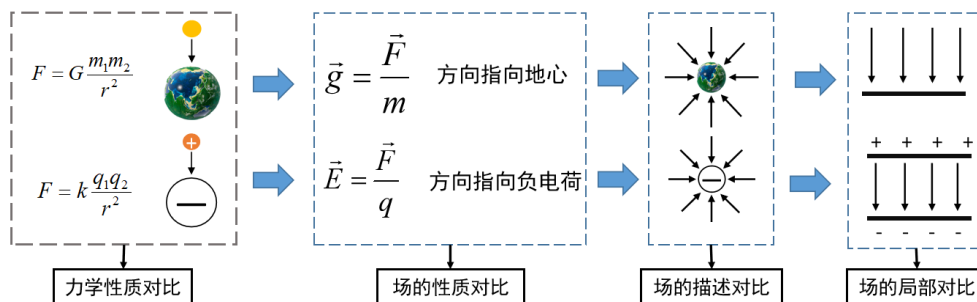 F = G m₁m₂ / r²
g⃗ = F⃗ / m
方向指向地心
+
F = k q₁q₂ / r²
—
E⃗ = F⃗ / q
方向指向负电荷
—
+ + + +
- - - -
力学性质对比
场的性质对比
场的描述对比
场的局部对比